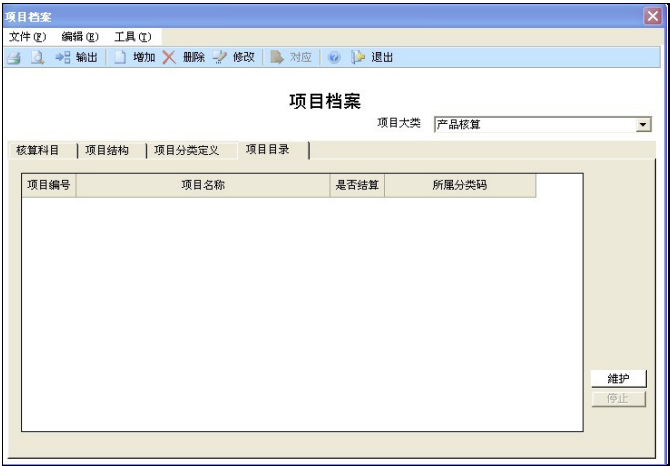 项目档案
文件(F) 编辑(E) 工具(T)
输出 增加 删除 修改 对应 退出
项目档案
项目大类 产品核算
核算科目 项目结构 项目分类定义 项目目录
项目编号 项目名称 是否结算 所属分类码
维护
停止